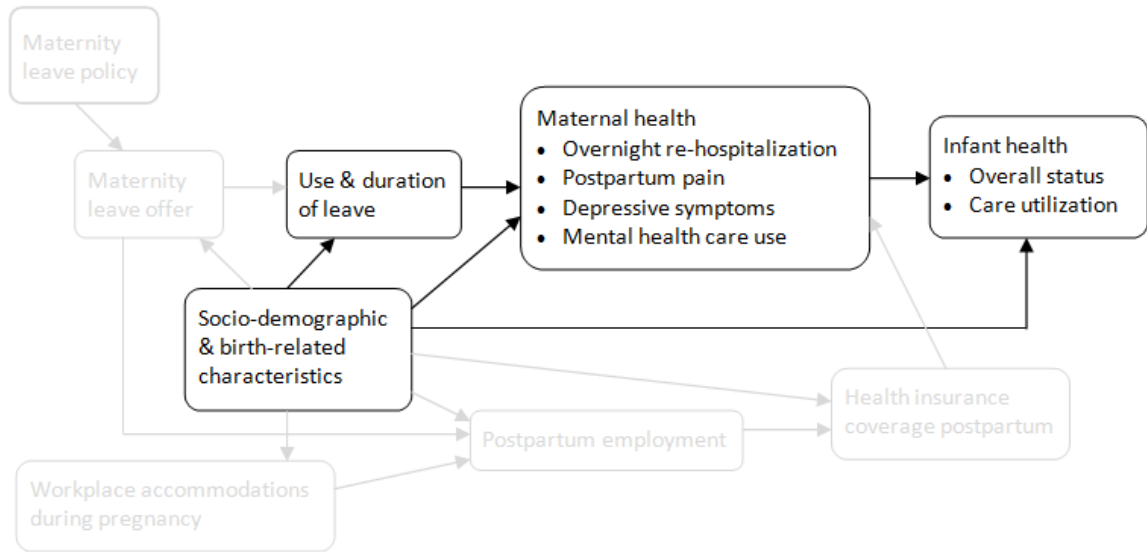 Maternity
leave policy
Maternity
leave offer
Use & duration
of leave
Maternal health
• Overnight re-hospitalization
• Postpartum pain
• Depressive symptoms
• Mental health care use
Infant health
• Overall status
• Care utilization
Socio-demographic
& birth-related
characteristics
Postpartum employment
Health insurance
coverage postpartum
Workplace accommodations
during pregnancy